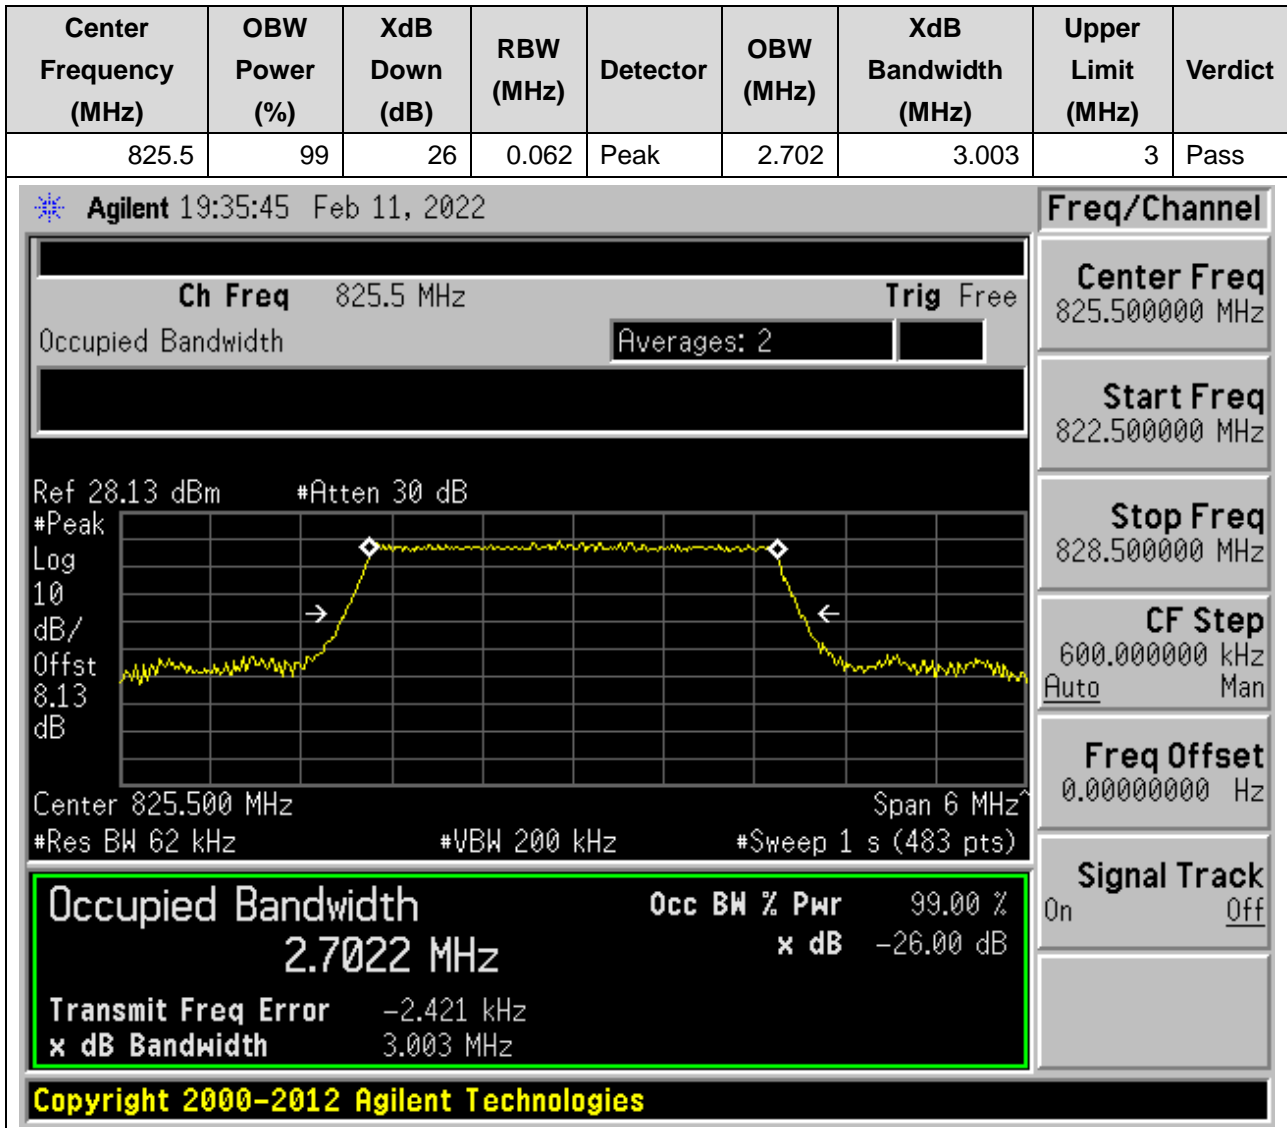 Center Frequency (MHz) OBW Power (%) XdB Down (dB) RBW (MHz) Detector OBW (MHz) XdB Bandwidth (MHz) Upper Limit (MHz) Verdict
825.5 99 26 0.062 Peak 2.702 3.003 3 Pass
Agilent 19:35:45 Feb 11, 2022
Freq/Channel
Ch Freq 825.5 MHz Trig Free
Occupied Bandwidth Averages: 2
Center Freq
825.500000 MHz
Start Freq
822.500000 MHz
Stop Freq
828.500000 MHz
CF Step
600.000000 kHz
Auto Man
Freq Offset
0.00000000 Hz
Signal Track
On Off
Ref 28.13 dBm #Atten 30 dB
#Peak
Log
10
dB/
Offst
8.13
dB
Center 825.500 MHz Span 6 MHz^
#Res BW 62 kHz #VBW 200 kHz #Sweep 1 s (483 pts)
Occupied Bandwidth
2.7022 MHz
Occ BW % Pwr 99.00 %
x dB -26.00 dB
Transmit Freq Error -2.421 kHz
x dB Bandwidth 3.003 MHz
Copyright 2000-2012 Agilent Technologies